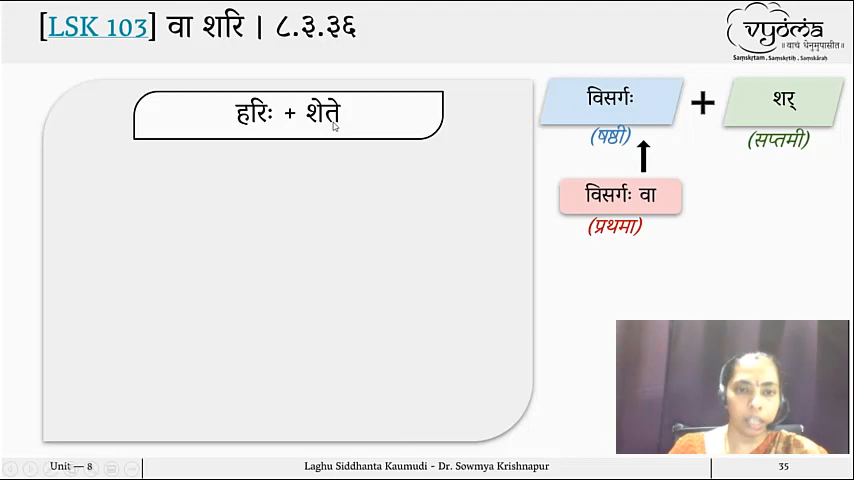 [LSK 103] वा शरि । ८.३.३६
vyoma
॥वाचं धेनुमुपासीत॥
Saṃskṛtam . Saṃskṛtiḥ . Saṃskāraḥ
हरिः + शेते
विसर्गः + शर्
(षष्ठी) (सप्तमी)
विसर्गः वा
(प्रथमा)
Unit — 8 Laghu Siddhanta Kaumudi - Dr. Sowmya Krishnapur 35